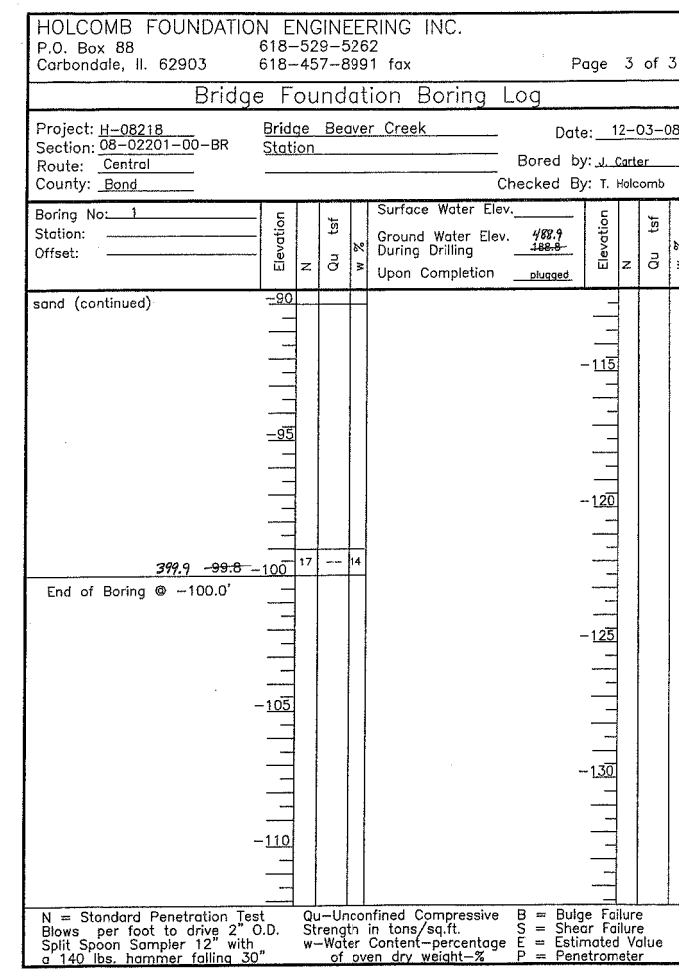 HOLCOMB FOUNDATION ENGINEERING INC.
P.O. Box 88 618-529-5262
Carbondale, Il. 62903 618-457-8991 fax Page 3 of 3
Bridge Foundation Boring Log
Project: H-08218 Bridge Beaver Creek Date: 12-03-08
Section: 08-02201-00-BR Station
Route: Central Bored by: J. Carter
County: Bond Checked By: T. Holcomb
Boring No: 1
Station:
Offset:
Elevation
N
Qu tsf
w %
Surface Water Elev.
Ground Water Elev. 488.9
During Drilling 188.8
Upon Completion plugged
Elevation
N
Qu tsf
w %
sand (continued) -90
-115
-95
-120
399.9 -99.8 -100 17 -- 14
End of Boring @ -100.0'
-125
-105
-130
-110
N = Standard Penetration Test
Blows per foot to drive 2" O.D.
Split Spoon Sampler 12" with
a 140 lbs. hammer falling 30"
Qu-Unconfined Compressive
Strength in tons/sq.ft.
w-Water Content-percentage
of oven dry weight-%
B = Bulge Failure
S = Shear Failure
E = Estimated Value
P = Penetrometer